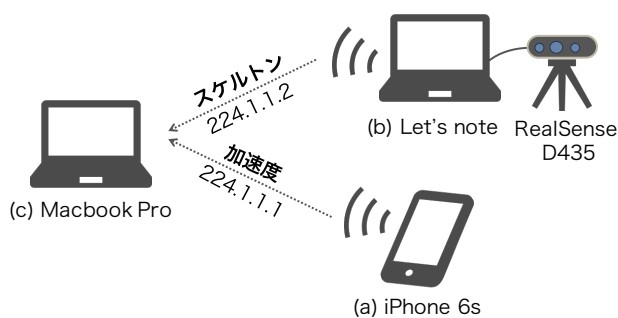 スケルトン
224.1.1.2
(b) Let's note
RealSense
D435
加速度
224.1.1.1
(c) Macbook Pro
(a) iPhone 6s